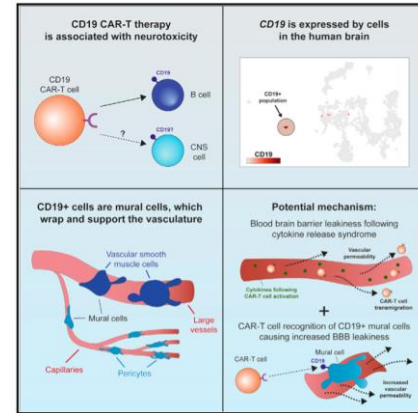 CD19 CAR-T therapy
is associated with neurotoxicity
CD19
CAR-T cell
CD19
B cell
?
CD19?
CNS
cell
CD19 is expressed by cells
in the human brain
CD19+
population
CD19
CD19+ cells are mural cells, which
wrap and support the vasculature
Vascular smooth
muscle cells
Mural cells
Large
vessels
Capillaries
Pericytes
Potential mechanism:
Blood brain barrier leakiness following
cytokine release syndrome
Vascular
permeability
Cytokines following
CAR-T cell activation
CAR-T cell
transmigration
+
CAR-T cell recognition of CD19+ mural cells
causing increased BBB leakiness
Mural cell
CAR-T cell
CD19
Increased
vascular
permeability